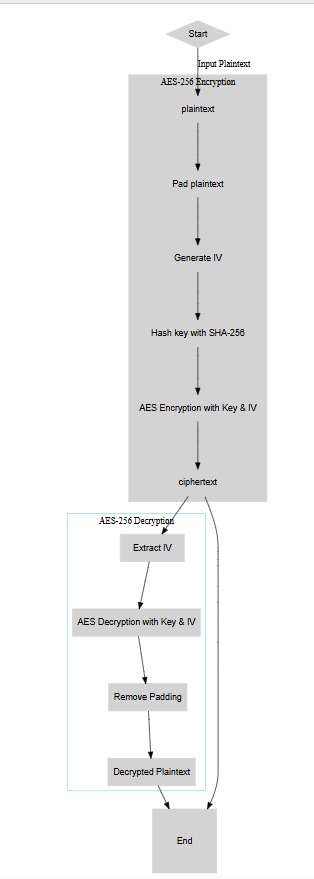 Start
Input Plaintext
AES-256 Encryption
plaintext
Pad plaintext
Generate IV
Hash key with SHA-256
AES Encryption with Key & IV
ciphertext
AES-256 Decryption
Extract IV
AES Decryption with Key & IV
Remove Padding
Decrypted Plaintext
End